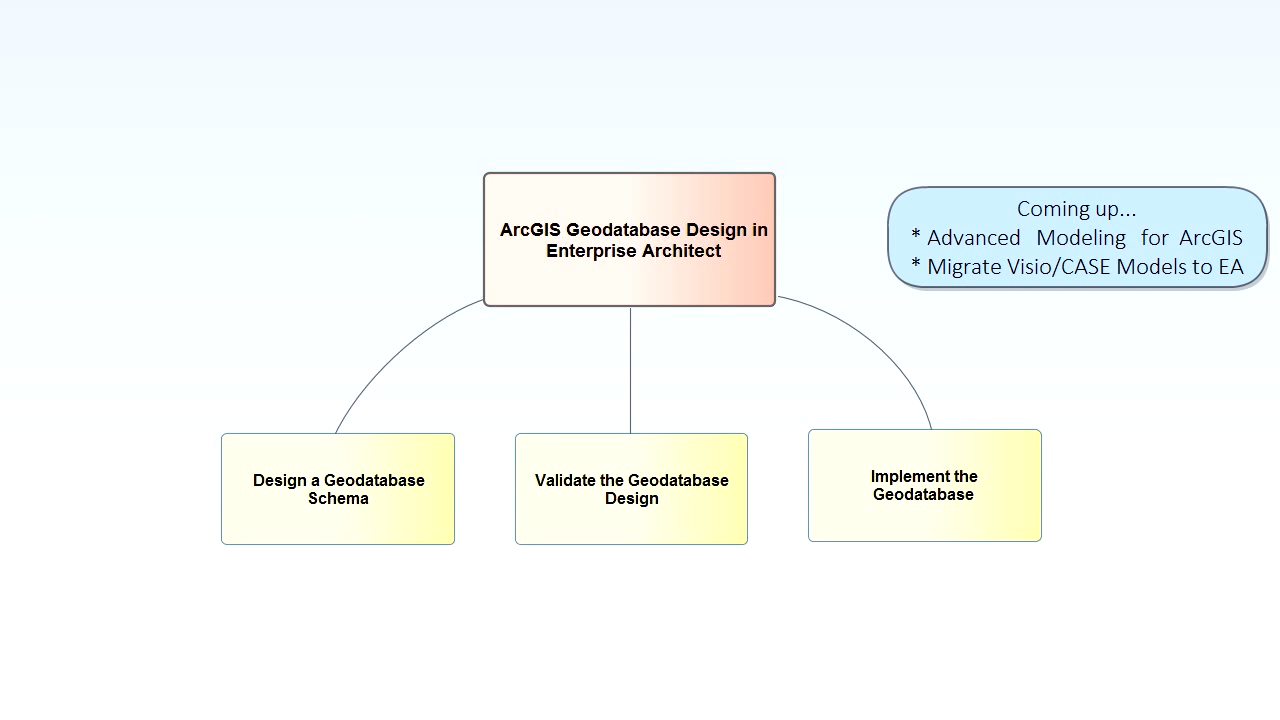 ArcGIS Geodatabase Design in
Enterprise Architect
Coming up...
* Advanced Modeling for ArcGIS
* Migrate Visio/CASE Models to EA
Design a Geodatabase
Schema
Validate the Geodatabase
Design
Implement the
Geodatabase